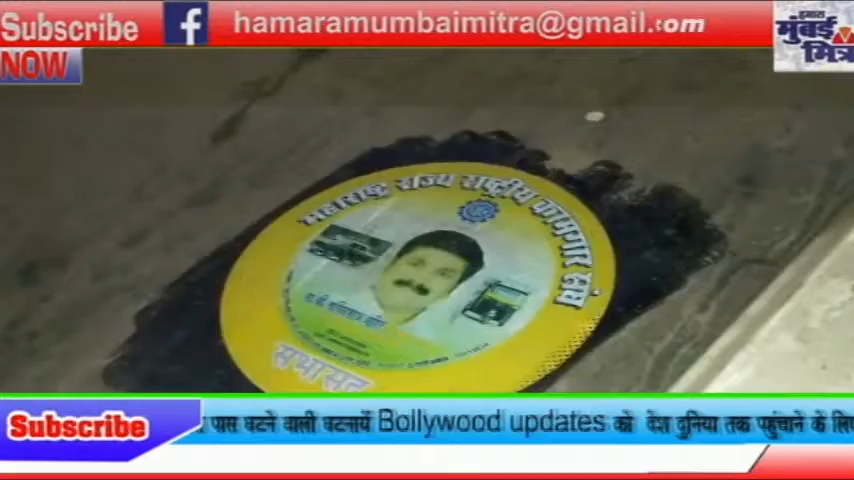 Subscribe
NOW
hamaramumbaimitra@gmail.com
हमारा
मुंबई
मित्र
महाराष्ट्र राज्य राष्ट्रीय कामगार संघ
सभासद
Subscribe
पास घटने वाली घटनायें Bollywood updates को देश दुनिया तक पहुंचाने के लिए